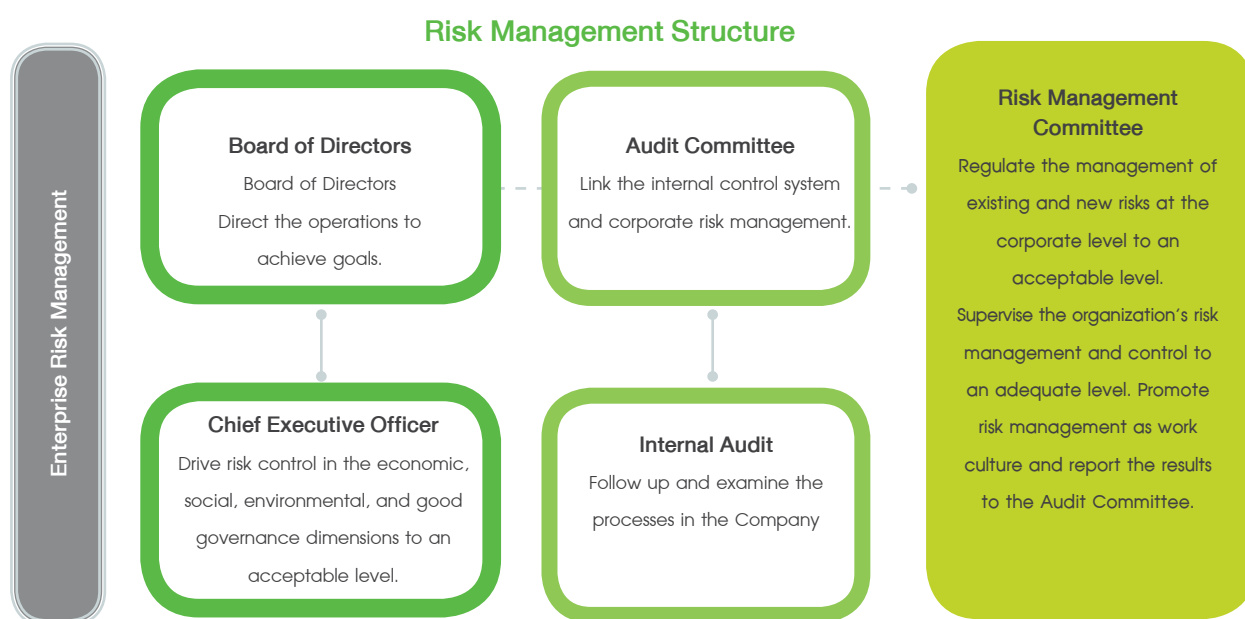 Risk Management Structure
Enterprise Risk Management
Board of Directors
Board of Directors
Direct the operations to
achieve goals.
Audit Committee
Link the internal control system
and corporate risk management.
Risk Management
Committee
Regulate the management of
existing and new risks at the
corporate level to an
acceptable level.
Supervise the organization's risk
management and control to
an adequate level. Promote
risk management as work
culture and report the results
to the Audit Committee.
Chief Executive Officer
Drive risk control in the economic,
social, environmental, and good
governance dimensions to an
acceptable level.
Internal Audit
Follow up and examine the
processes in the Company